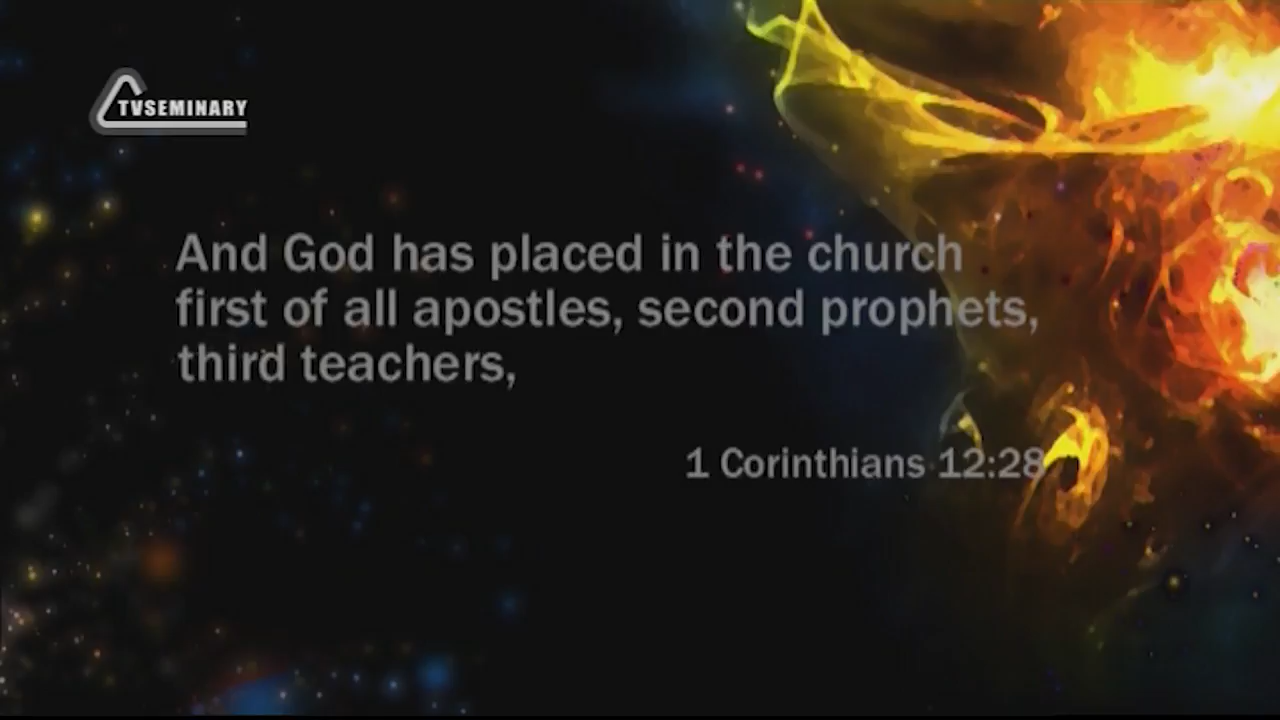 TVSEMINARY
And God has placed in the church
first of all apostles, second prophets,
third teachers,
1 Corinthians 12:28